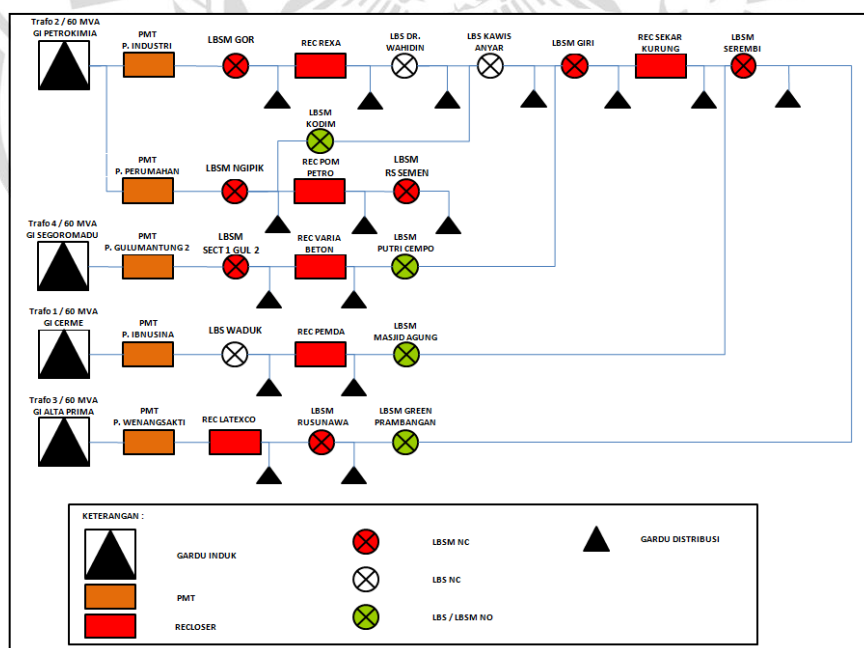 Trafo 2 / 60 MVA
GI PETROKIMIA
PMT
P. INDUSTRI
LBSM GOR
REC REXA
LBS DR.
WAHIDIN
LBS KAWIS
ANYAR
LBSM GIRI
REC SEKAR
KURUNG
LBSM
SEREMBI
LBSM
KODIM
PMT
P. PERUMAHAN
LBSM NGIPIK
REC POM
PETRO
LBSM
RS SEMEN
Trafo 4 / 60 MVA
GI SEGOROMADU
PMT
P. GULUMANTUNG 2
LBSM
SECT 1 GUL 2
REC VARIA
BETON
LBSM
PUTRI CEMPO
Trafo 1 / 60 MVA
GI CERME
PMT
P. IBNUSINA
LBS WADUK
REC PEMDA
LBSM
MASJID AGUNG
Trafo 3 / 60 MVA
GI ALTA PRIMA
PMT
P. WENANGSAKTI
REC LATEXCO
LBSM
RUSUNAWA
LBSM GREEN
PRAMBANGAN
KETERANGAN :
GARDU INDUK
LBSM NC
GARDU DISTRIBUSI
LBS NC
PMT
LBS / LBSM NO
RECLOSER